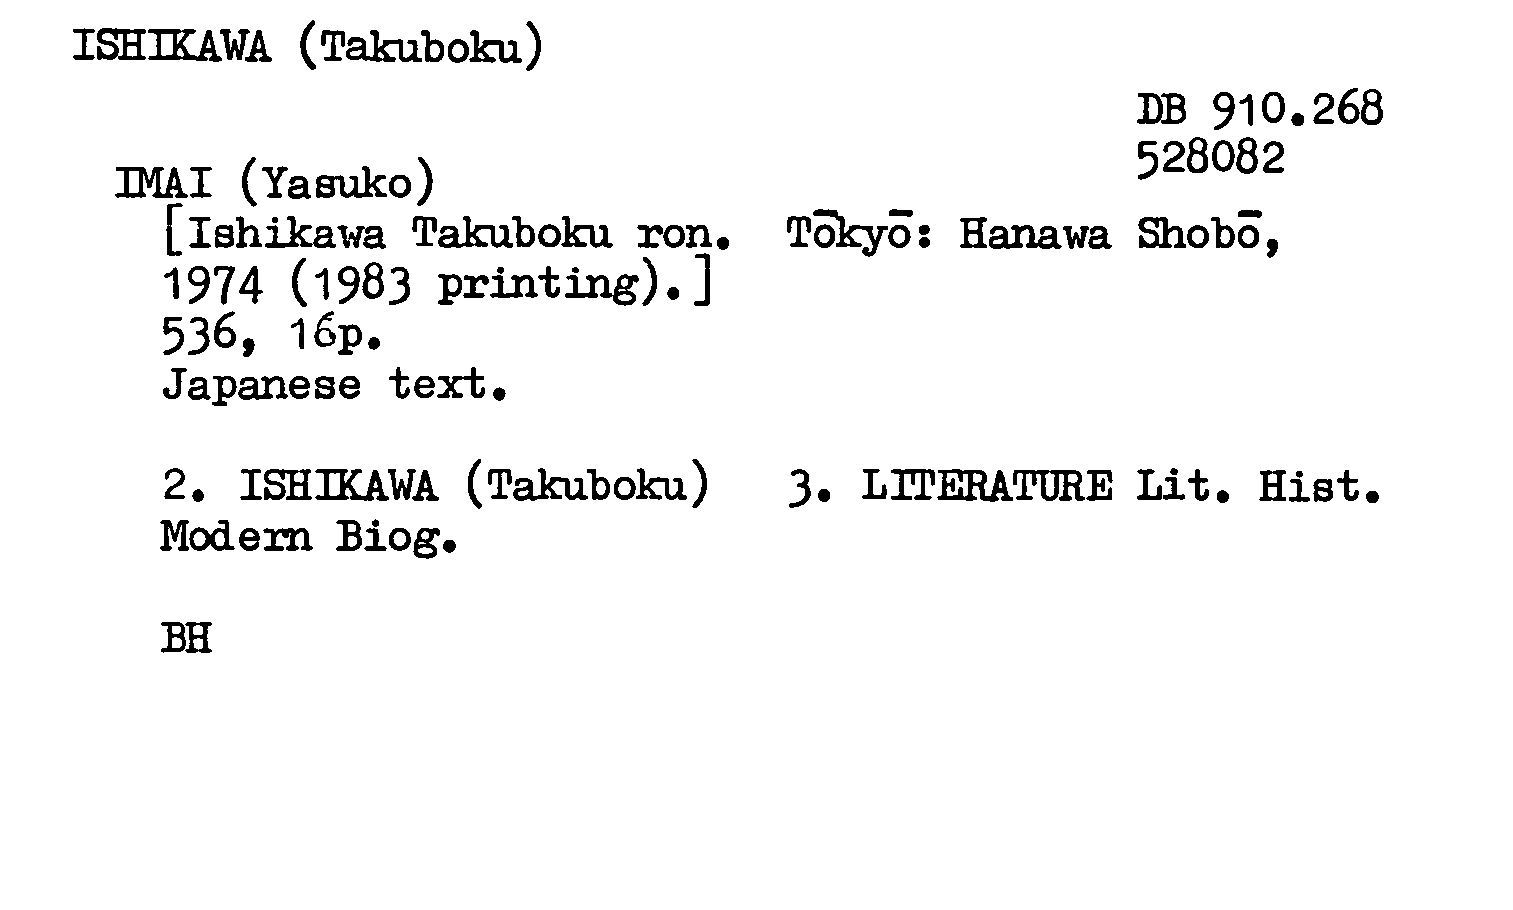 ISHIKAWA (Takuboku)
DB 910.268
528082
IMAI (Yasuko)
[Ishikawa Takuboku ron. Tōkyō: Hanawa Shobō,
1974 (1983 printing).]
536, 16p.
Japanese text.
2. ISHIKAWA (Takuboku) 3. LITERATURE Lit. Hist.
Modern Biog.
BH